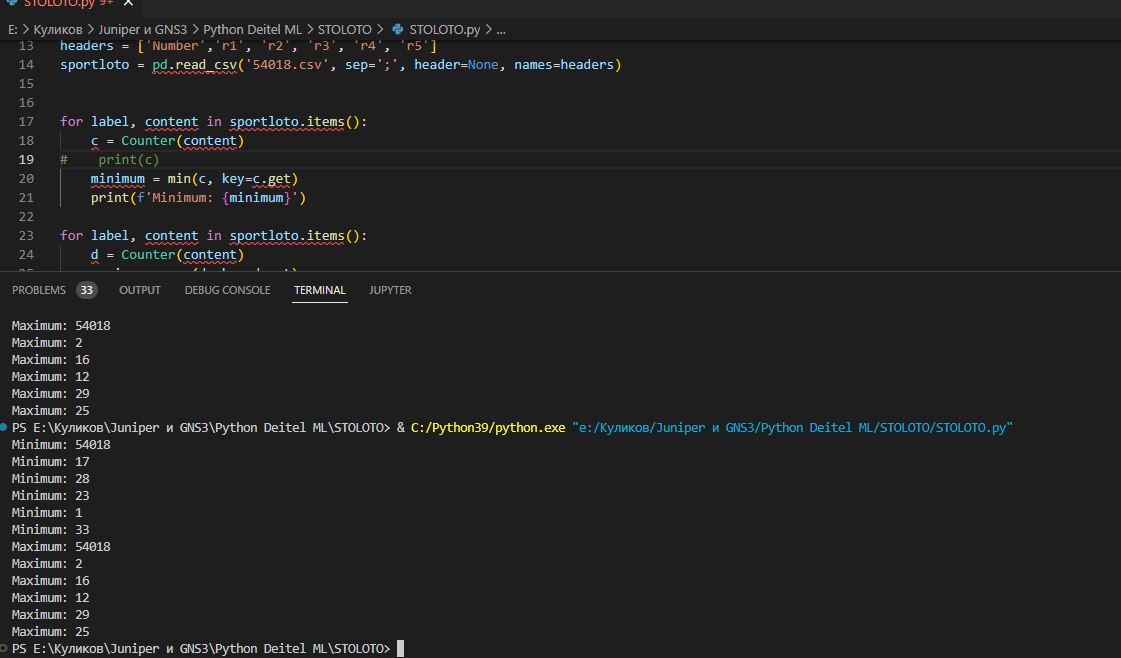 STOLOTO.py 9+
E: > Куликов > Juniper и GNS3 > Python Deitel ML > STOLOTO > STOLOTO.py > ...
13 headers = ['Number','r1', 'r2', 'r3', 'r4', 'r5']
14 sportloto = pd.read_csv('54018.csv', sep=';', header=None, names=headers)
15
16
17 for label, content in sportloto.items():
18     c = Counter(content)
19 #    print(c)
20     minimum = min(c, key=c.get)
21     print(f'Minimum: {minimum}')
22
23 for label, content in sportloto.items():
24     d = Counter(content)
PROBLEMS 33 OUTPUT DEBUG CONSOLE TERMINAL JUPYTER
Maximum: 54018
Maximum: 2
Maximum: 16
Maximum: 12
Maximum: 29
Maximum: 25
PS E:\Куликов\Juniper и GNS3\Python Deitel ML\STOLOTO> & C:/Python39/python.exe "e:/Куликов/Juniper и GNS3/Python Deitel ML/STOLOTO/STOLOTO.py"
Minimum: 54018
Minimum: 17
Minimum: 28
Minimum: 23
Minimum: 1
Minimum: 33
Maximum: 54018
Maximum: 2
Maximum: 16
Maximum: 12
Maximum: 29
Maximum: 25
PS E:\Куликов\Juniper и GNS3\Python Deitel ML\STOLOTO>